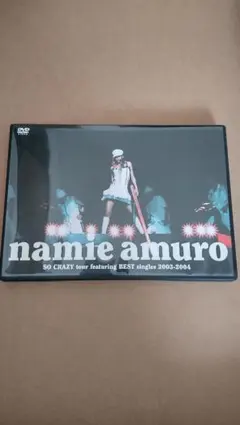 DVD
namie amuro
SO CRAZY tour featuring BEST singles 2003-2004